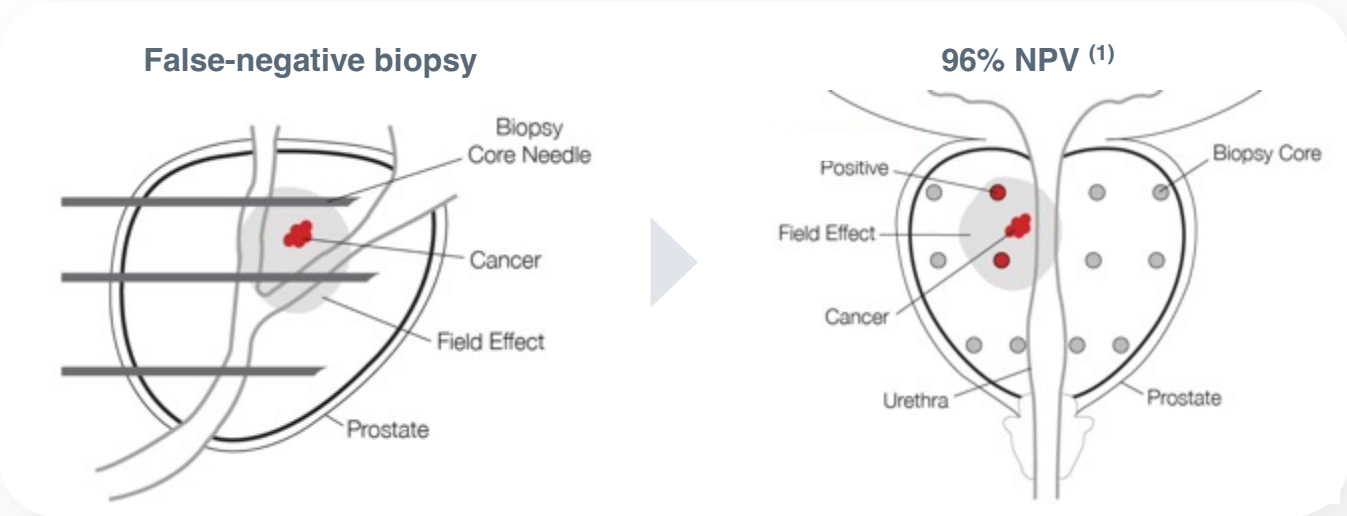 False-negative biopsy
Biopsy
Core Needle
Cancer
Field Effect
Prostate
96% NPV (1)
Positive
Biopsy Core
Field Effect
Cancer
Urethra
Prostate